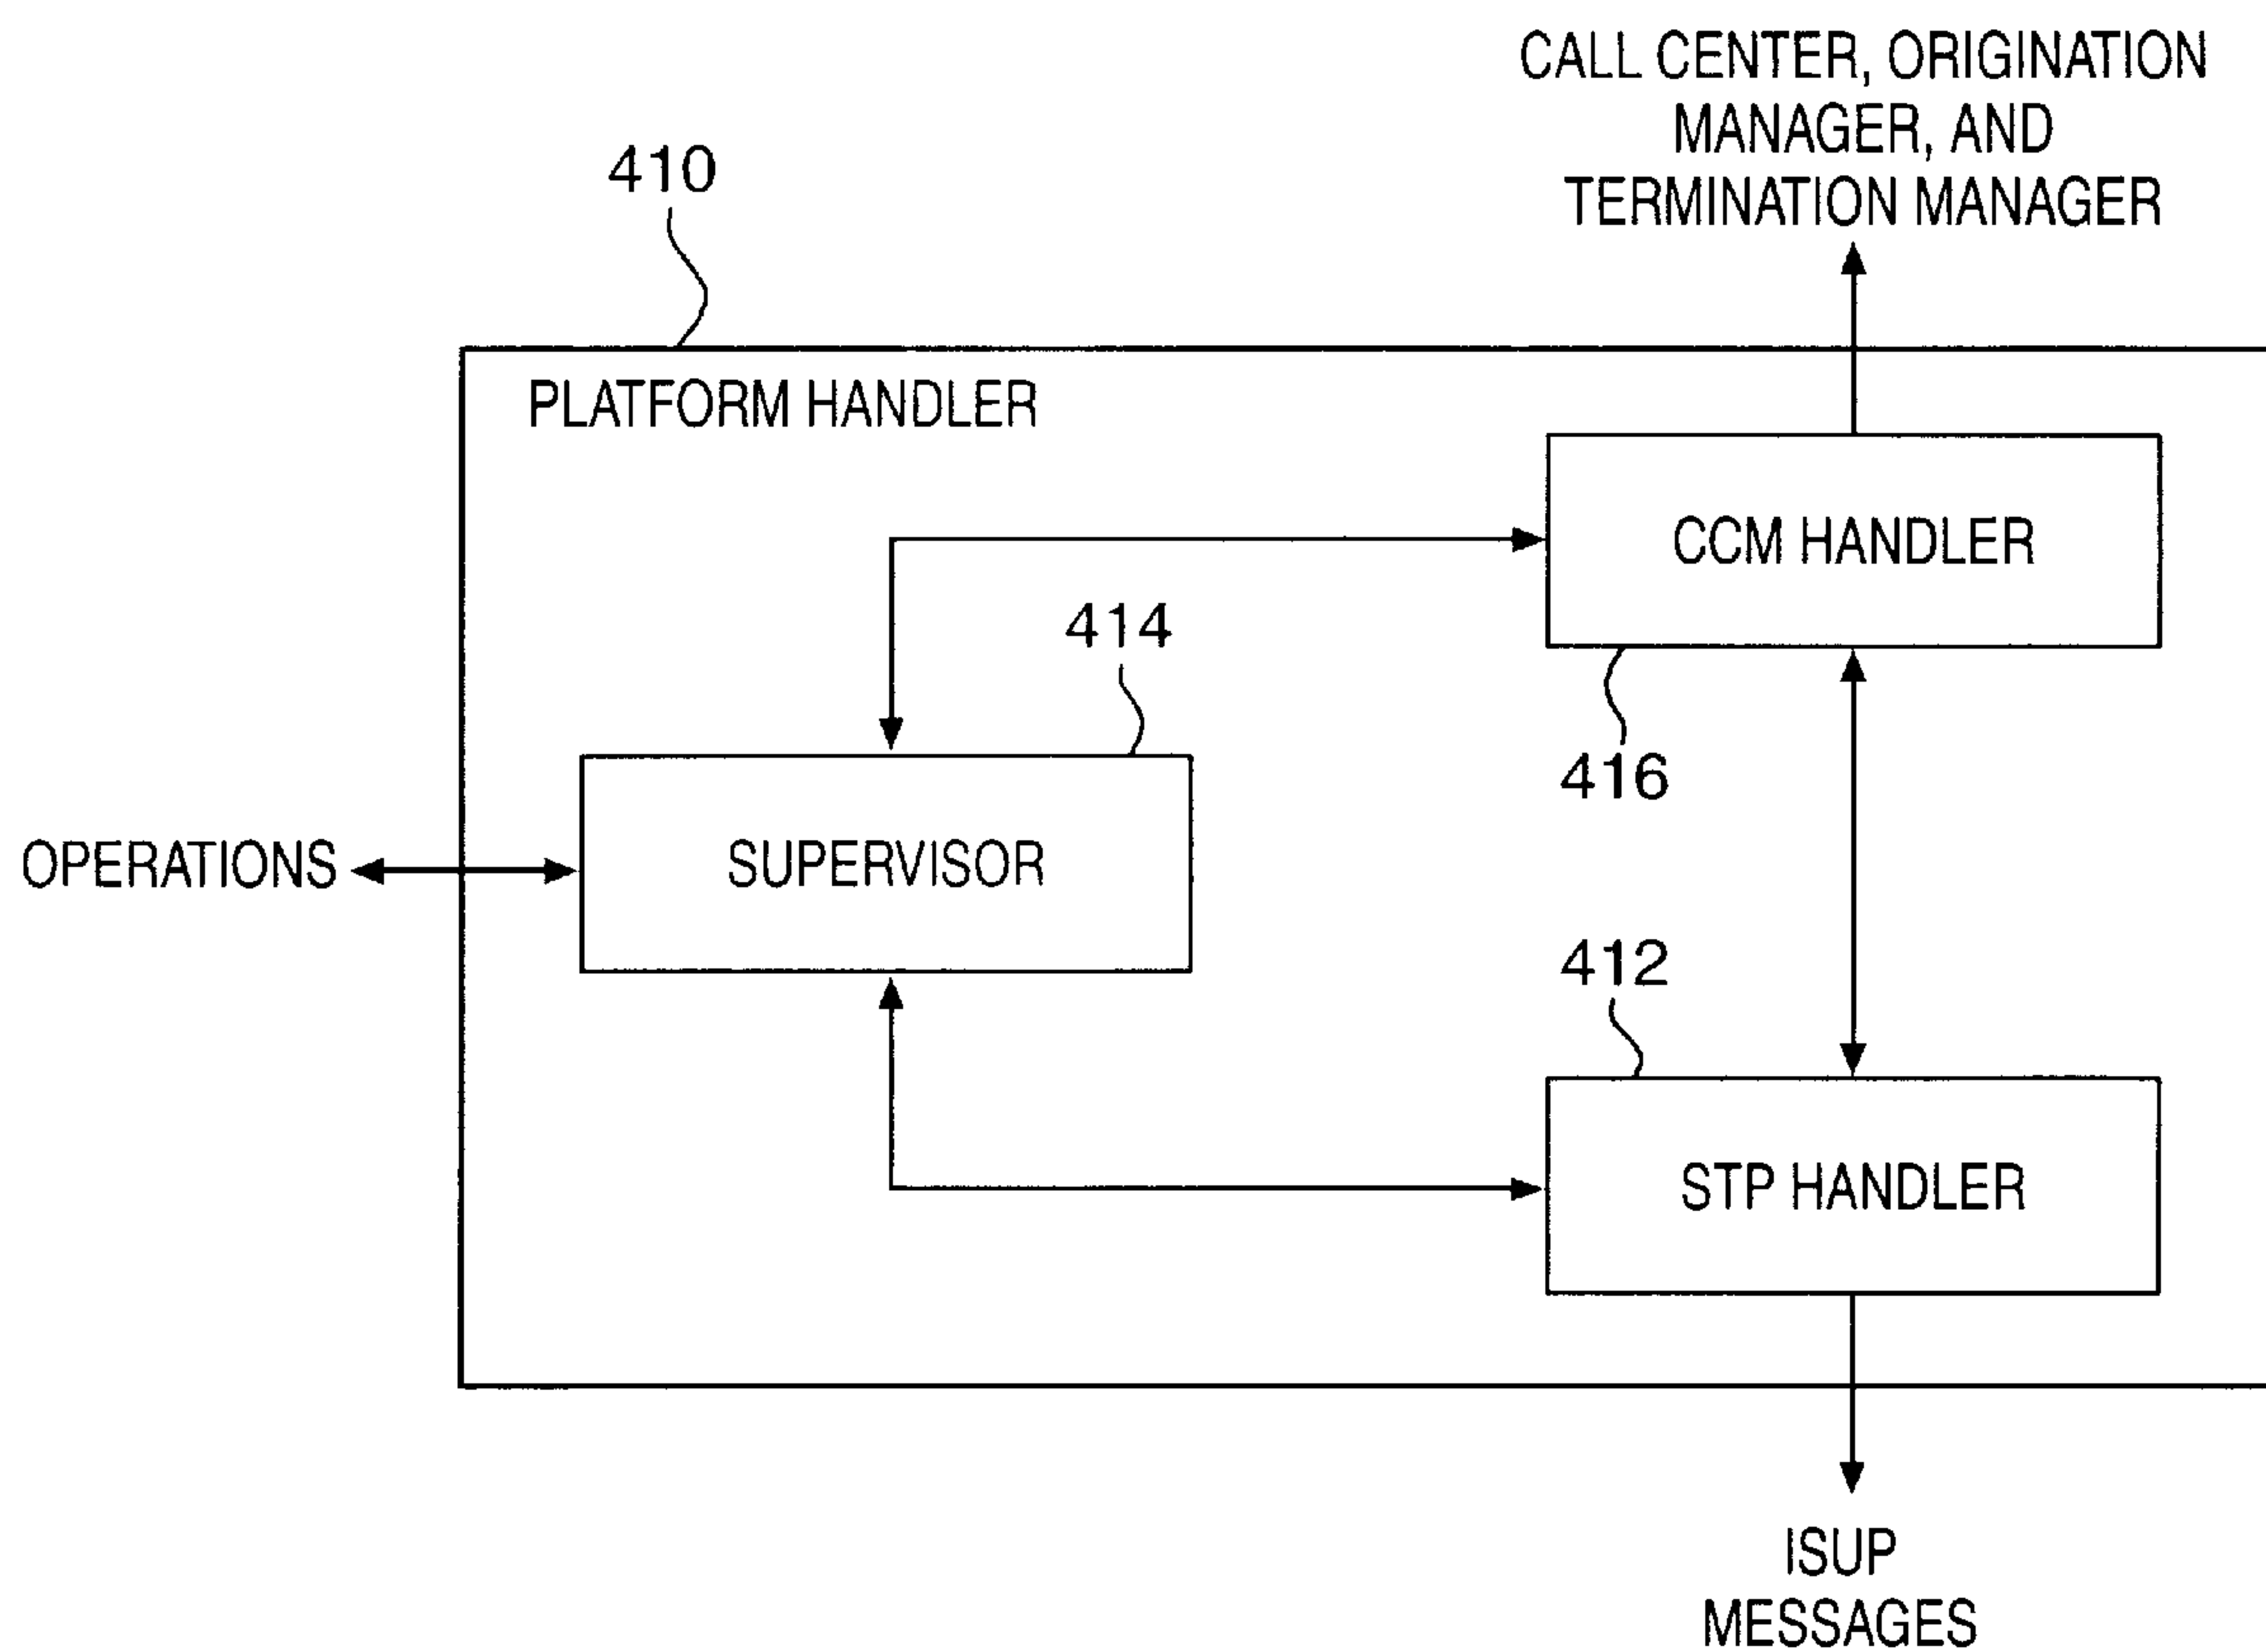 CALL CENTER, ORIGINATION
MANAGER, AND
TERMINATION MANAGER
410
PLATFORM HANDLER
CCM HANDLER
414
416
OPERATIONS
SUPERVISOR
412
STP HANDLER
ISUP
MESSAGES